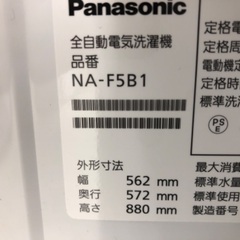 Panasonic
全自動電気洗濯機
品番
NA-F5B1
外形寸法
幅 562 mm
奥行 572 mm
高さ 880 mm
定格電
定格周
電動機定
定格時
標準洗
PS
E
最大消費
標準水量
標準使用
製造番号